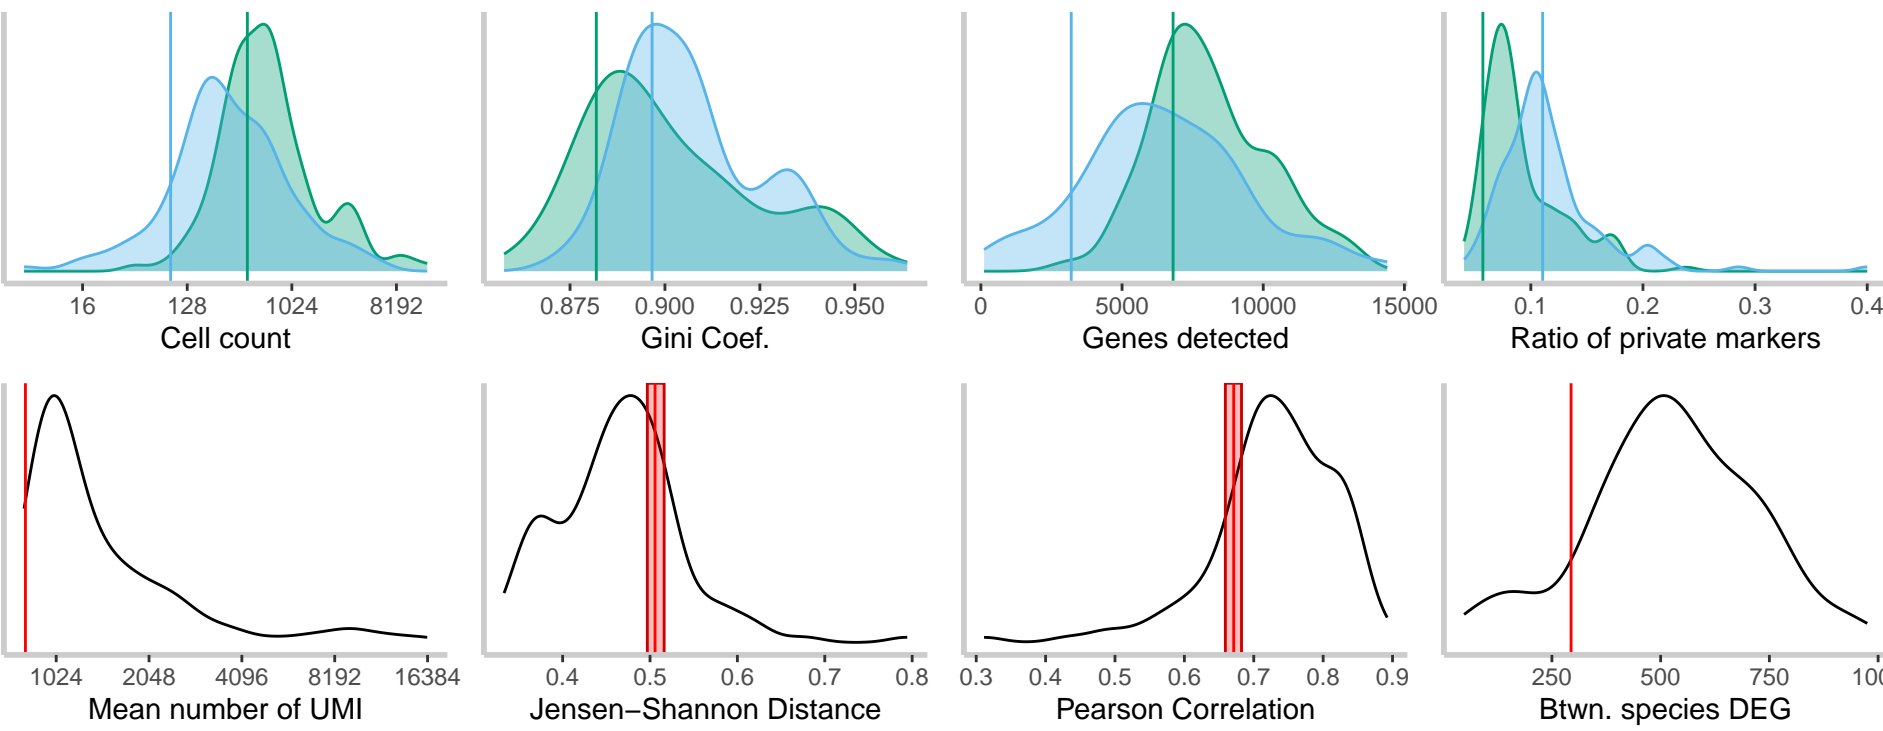 16 128 1024 8192
Cell count
0.875 0.900 0.925 0.950
Gini Coef.
0 5000 10000 15000
Genes detected
0.1 0.2 0.3 0.4
Ratio of private markers
1024 2048 4096 8192 16384
Mean number of UMI
0.4 0.5 0.6 0.7 0.8
Jensen−Shannon Distance
0.3 0.4 0.5 0.6 0.7 0.8 0.9
Pearson Correlation
250 500 750
Btwn. species DEG